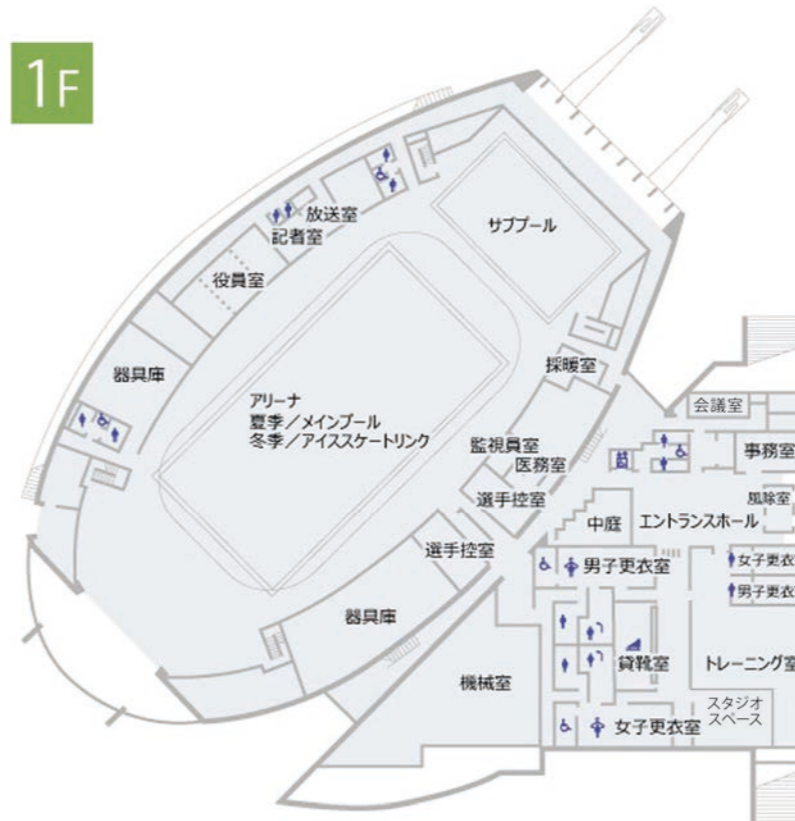 1F
サブプール
放送室
記者室
役員室
採暖室
器具庫
アリーナ
夏季／メインプール
冬季／アイススケートリンク
会議室
監視員室
医務室
事務室
選手控室
風除室
中庭
エントランスホール
選手控室
男子更衣室
女子更衣
男子更衣
器具庫
貸靴室
トレーニング室
機械室
スタジオ
スペース
女子更衣室